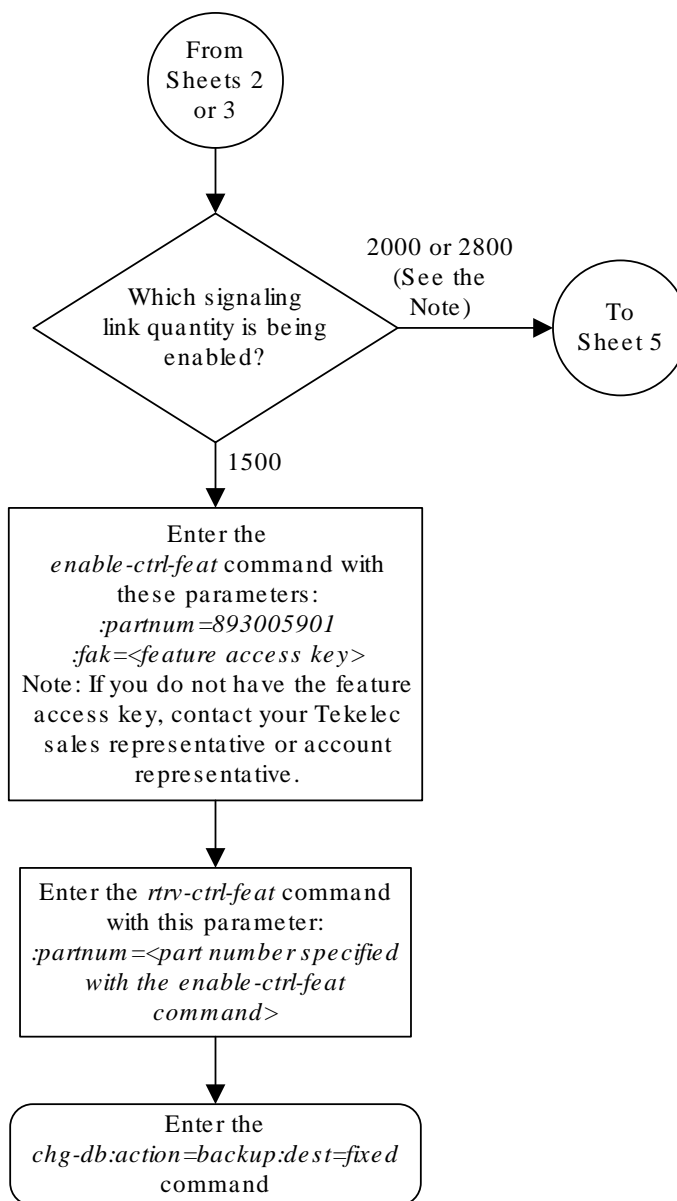 From
Sheets 2
or 3
Which signaling
link quantity is being
enabled?
2000 or 2800
(See the
Note)
To
Sheet 5
1500
Enter the
enable-ctrl-feat command with
these parameters:
:partnum=893005901
:fak=<feature access key>
Note: If you do not have the feature
access key, contact your Tekelec
sales representative or account
representative.
Enter the rtrv-ctrl-feat command
with this parameter:
:partnum=<part number specified
with the enable-ctrl-feat
command>
Enter the
chg-db:action=backup:dest=fixed
command